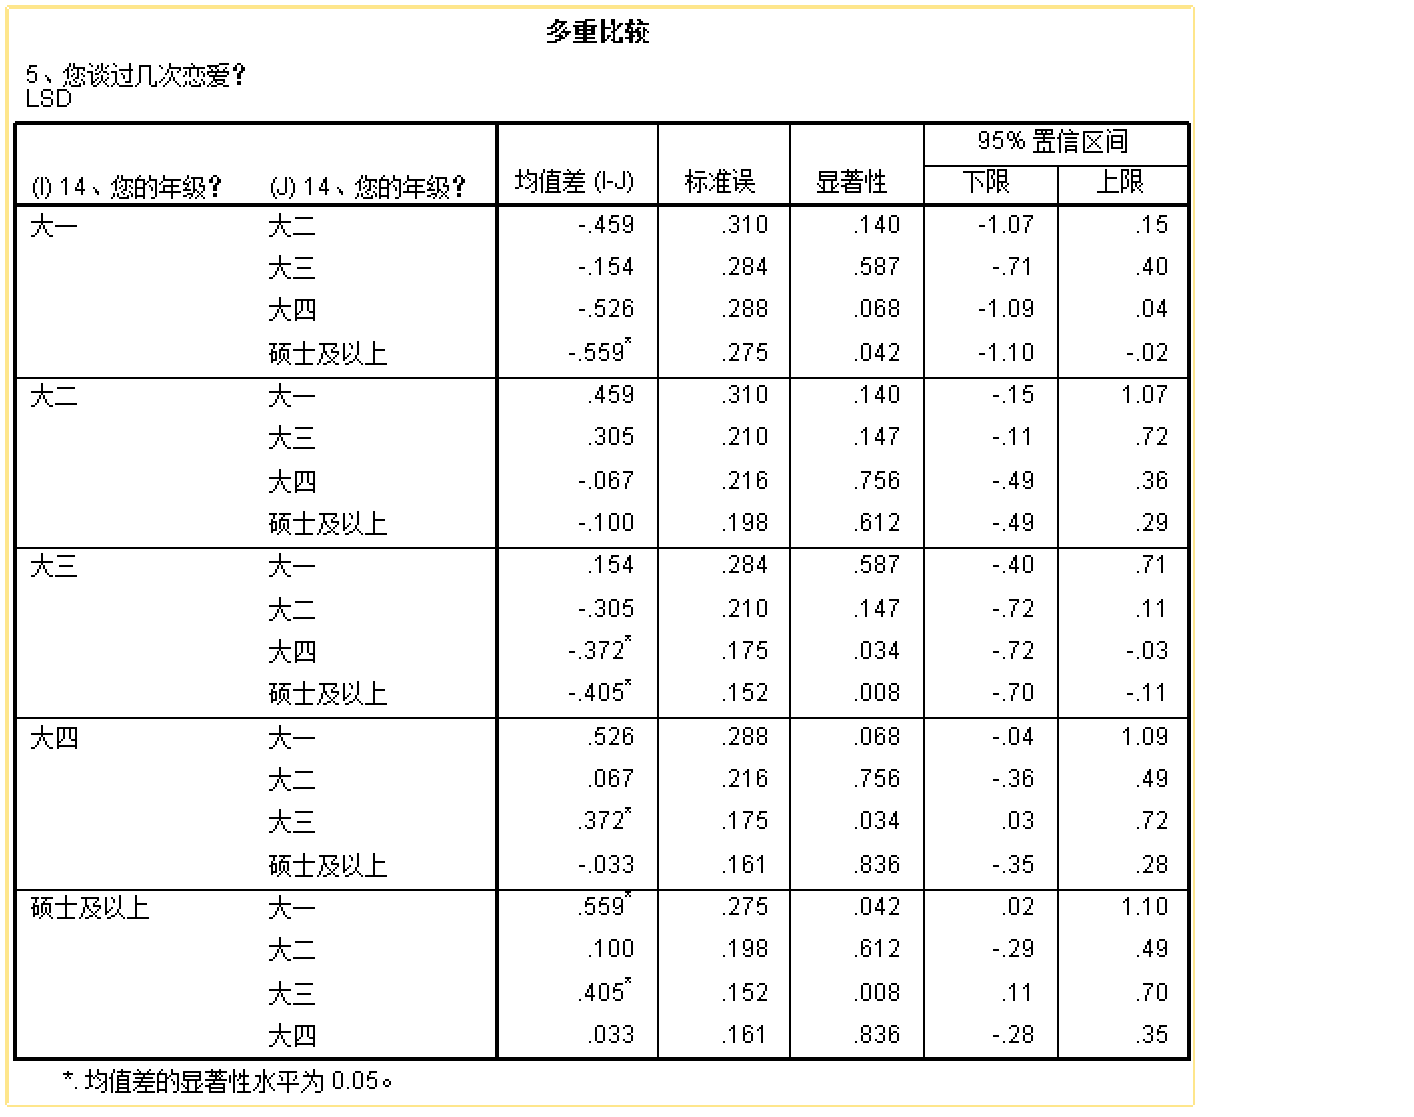 多重比较
5、您谈过几次恋爱？
LSD
95% 置信区间
(I) 14、您的年级？ (J) 14、您的年级？ 均值差 (I-J) 标准误 显著性 下限 上限
大一 大二 -.459 .310 .140 -1.07 .15
大三 -.154 .284 .587 -.71 .40
大四 -.526 .288 .068 -1.09 .04
硕士及以上 -.559* .275 .042 -1.10 -.02
大二 大一 .459 .310 .140 -.15 1.07
大三 .305 .210 .147 -.11 .72
大四 -.067 .216 .756 -.49 .36
硕士及以上 -.100 .198 .612 -.49 .29
大三 大一 .154 .284 .587 -.40 .71
大二 -.305 .210 .147 -.72 .11
大四 -.372* .175 .034 -.72 -.03
硕士及以上 -.405* .152 .008 -.70 -.11
大四 大一 .526 .288 .068 -.04 1.09
大二 .067 .216 .756 -.36 .49
大三 .372* .175 .034 .03 .72
硕士及以上 -.033 .161 .836 -.35 .28
硕士及以上 大一 .559* .275 .042 .02 1.10
大二 .100 .198 .612 -.29 .49
大三 .405* .152 .008 .11 .70
大四 .033 .161 .836 -.28 .35
*. 均值差的显著性水平为 0.05。